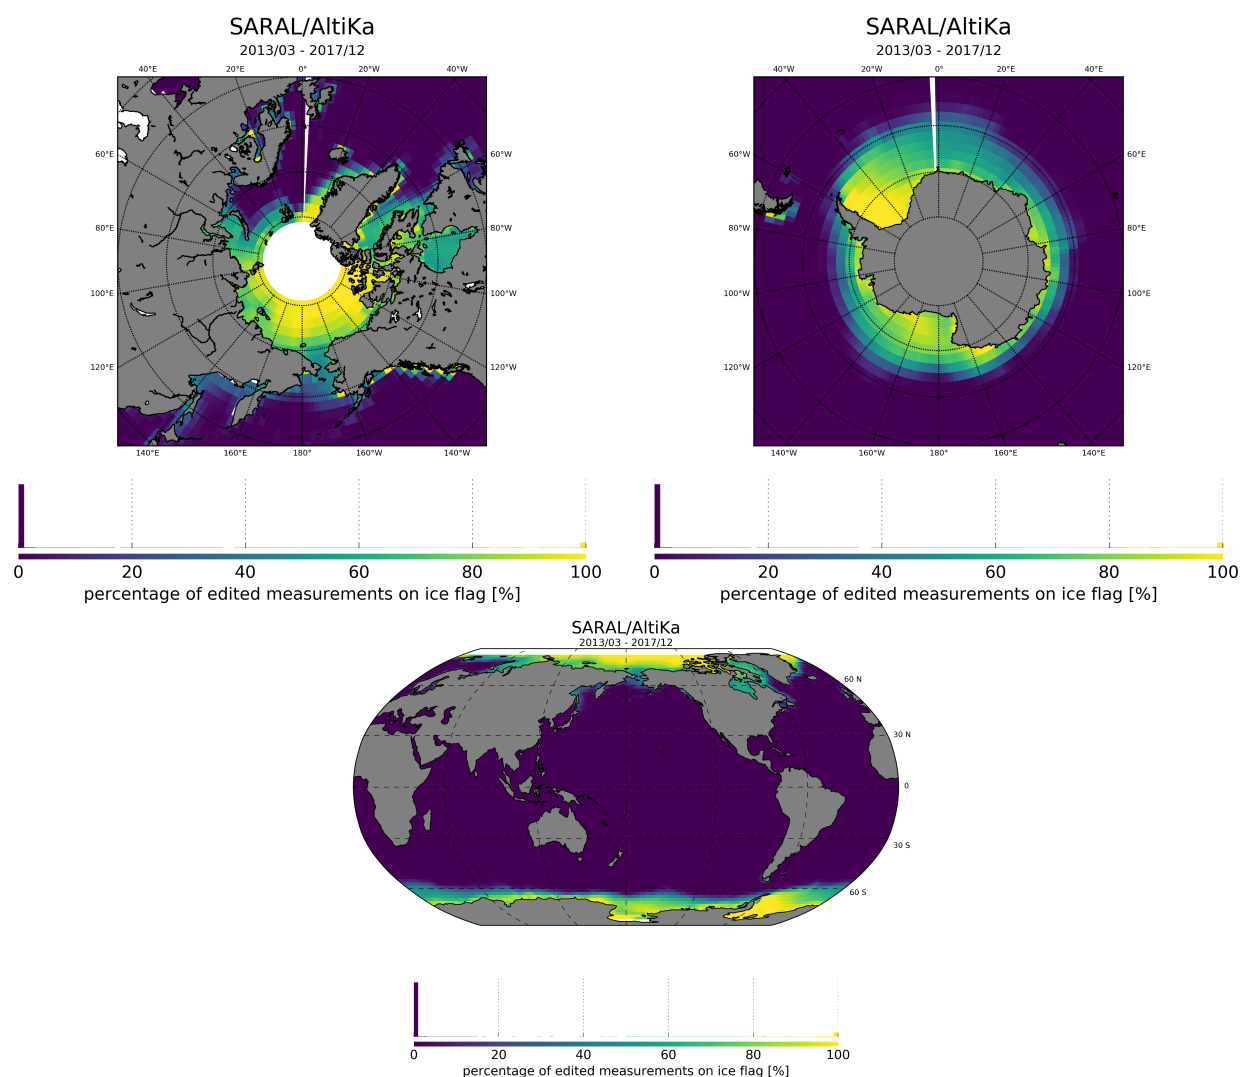 SARAL/AltiKa
2013/03 - 2017/12
40°E 20°E 0° 20°W 40°W
60°E 60°W
80°E 80°W
100°E 100°W
120°E 120°W
140°E 160°E 180° 160°W 140°W
0 20 40 60 80 100
percentage of edited measurements on ice flag [%]
SARAL/AltiKa
2013/03 - 2017/12
40°W 20°W 0° 20°E 40°E
60°W 60°E
80°W 80°E
100°W 100°E
120°W 120°E
140°W 160°W 180° 160°E 140°E
0 20 40 60 80 100
percentage of edited measurements on ice flag [%]
SARAL/AltiKa
2013/03 - 2017/12
60 N
30 N
0
30 S
60 S
0 20 40 60 80 100
percentage of edited measurements on ice flag [%]